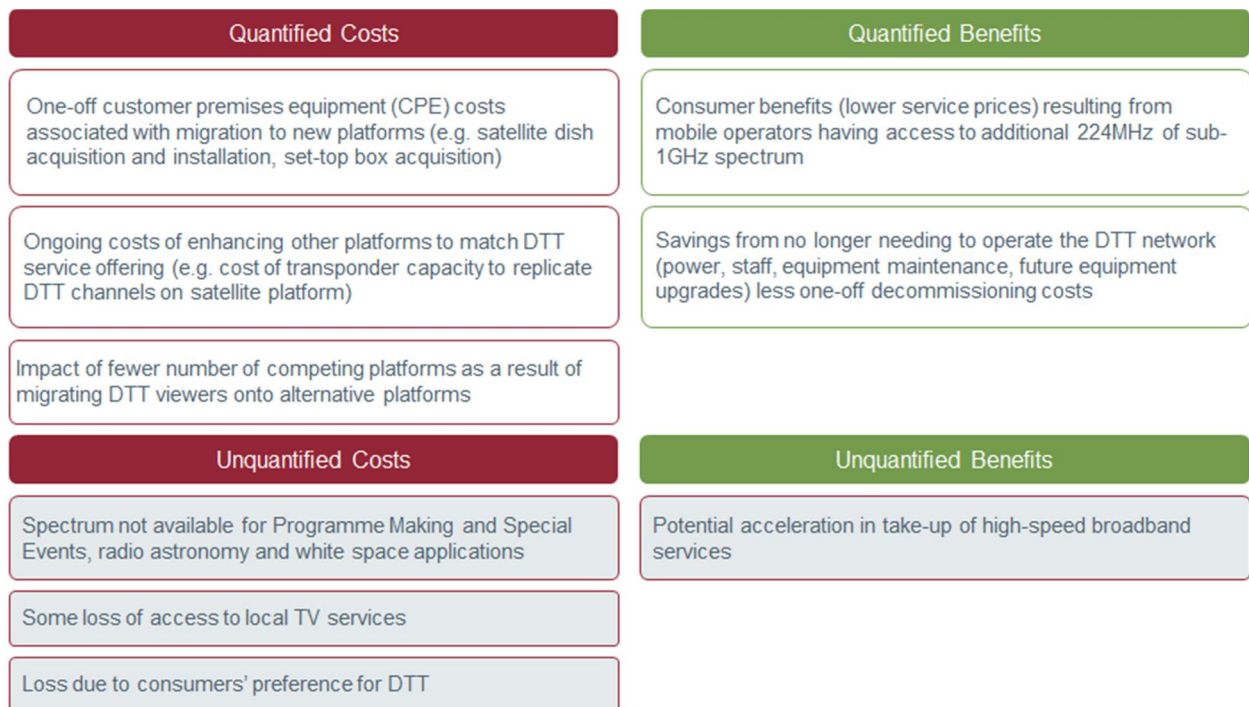 Quantified Costs
One-off customer premises equipment (CPE) costs
associated with migration to new platforms (e.g. satellite dish
acquisition and installation, set-top box acquisition)
Ongoing costs of enhancing other platforms to match DTT
service offering (e.g. cost of transponder capacity to replicate
DTT channels on satellite platform)
Impact of fewer number of competing platforms as a result of
migrating DTT viewers onto alternative platforms
Quantified Benefits
Consumer benefits (lower service prices) resulting from
mobile operators having access to additional 224MHz of sub-
1GHz spectrum
Savings from no longer needing to operate the DTT network
(power, staff, equipment maintenance, future equipment
upgrades) less one-off decommissioning costs
Unquantified Costs
Spectrum not available for Programme Making and Special
Events, radio astronomy and white space applications
Some loss of access to local TV services
Loss due to consumers' preference for DTT
Unquantified Benefits
Potential acceleration in take-up of high-speed broadband
services